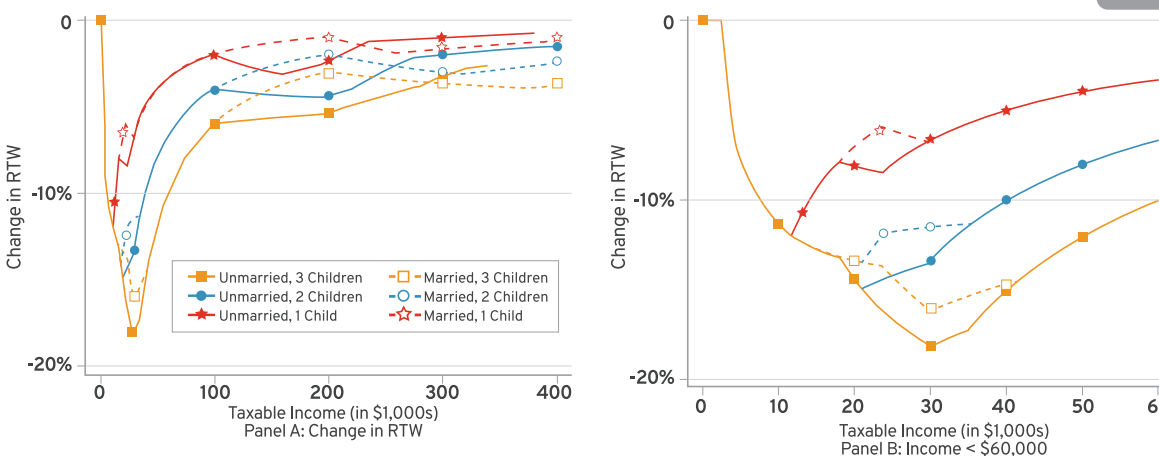 0
-10%
-20%
Change in RTW
Unmarried, 3 Children
Married, 3 Children
Unmarried, 2 Children
Married, 2 Children
Unmarried, 1 Child
Married, 1 Child
0 100 200 300 400
Taxable Income (in $1,000s)
Panel A: Change in RTW
0
-10%
-20%
Change in RTW
0 10 20 30 40 50 6
Taxable Income (in $1,000s)
Panel B: Income < $60,000